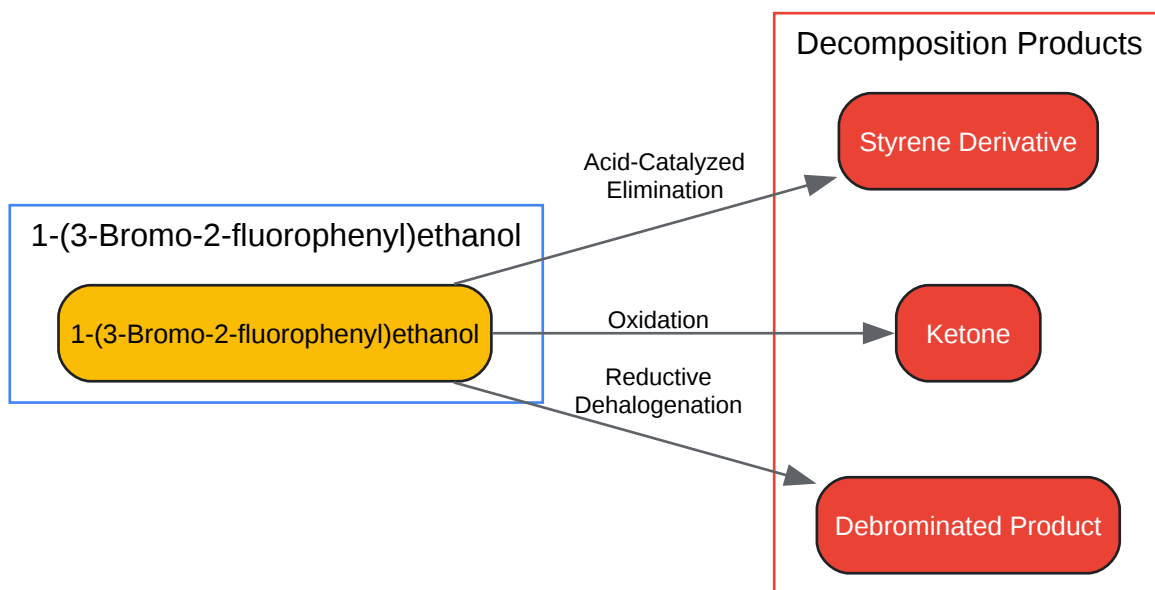 Decomposition Products
Styrene Derivative
Acid-Catalyzed
Elimination
1-(3-Bromo-2-fluorophenyl)ethanol
1-(3-Bromo-2-fluorophenyl)ethanol
Oxidation
Ketone
Reductive
Dehalogenation
Debrominated Product